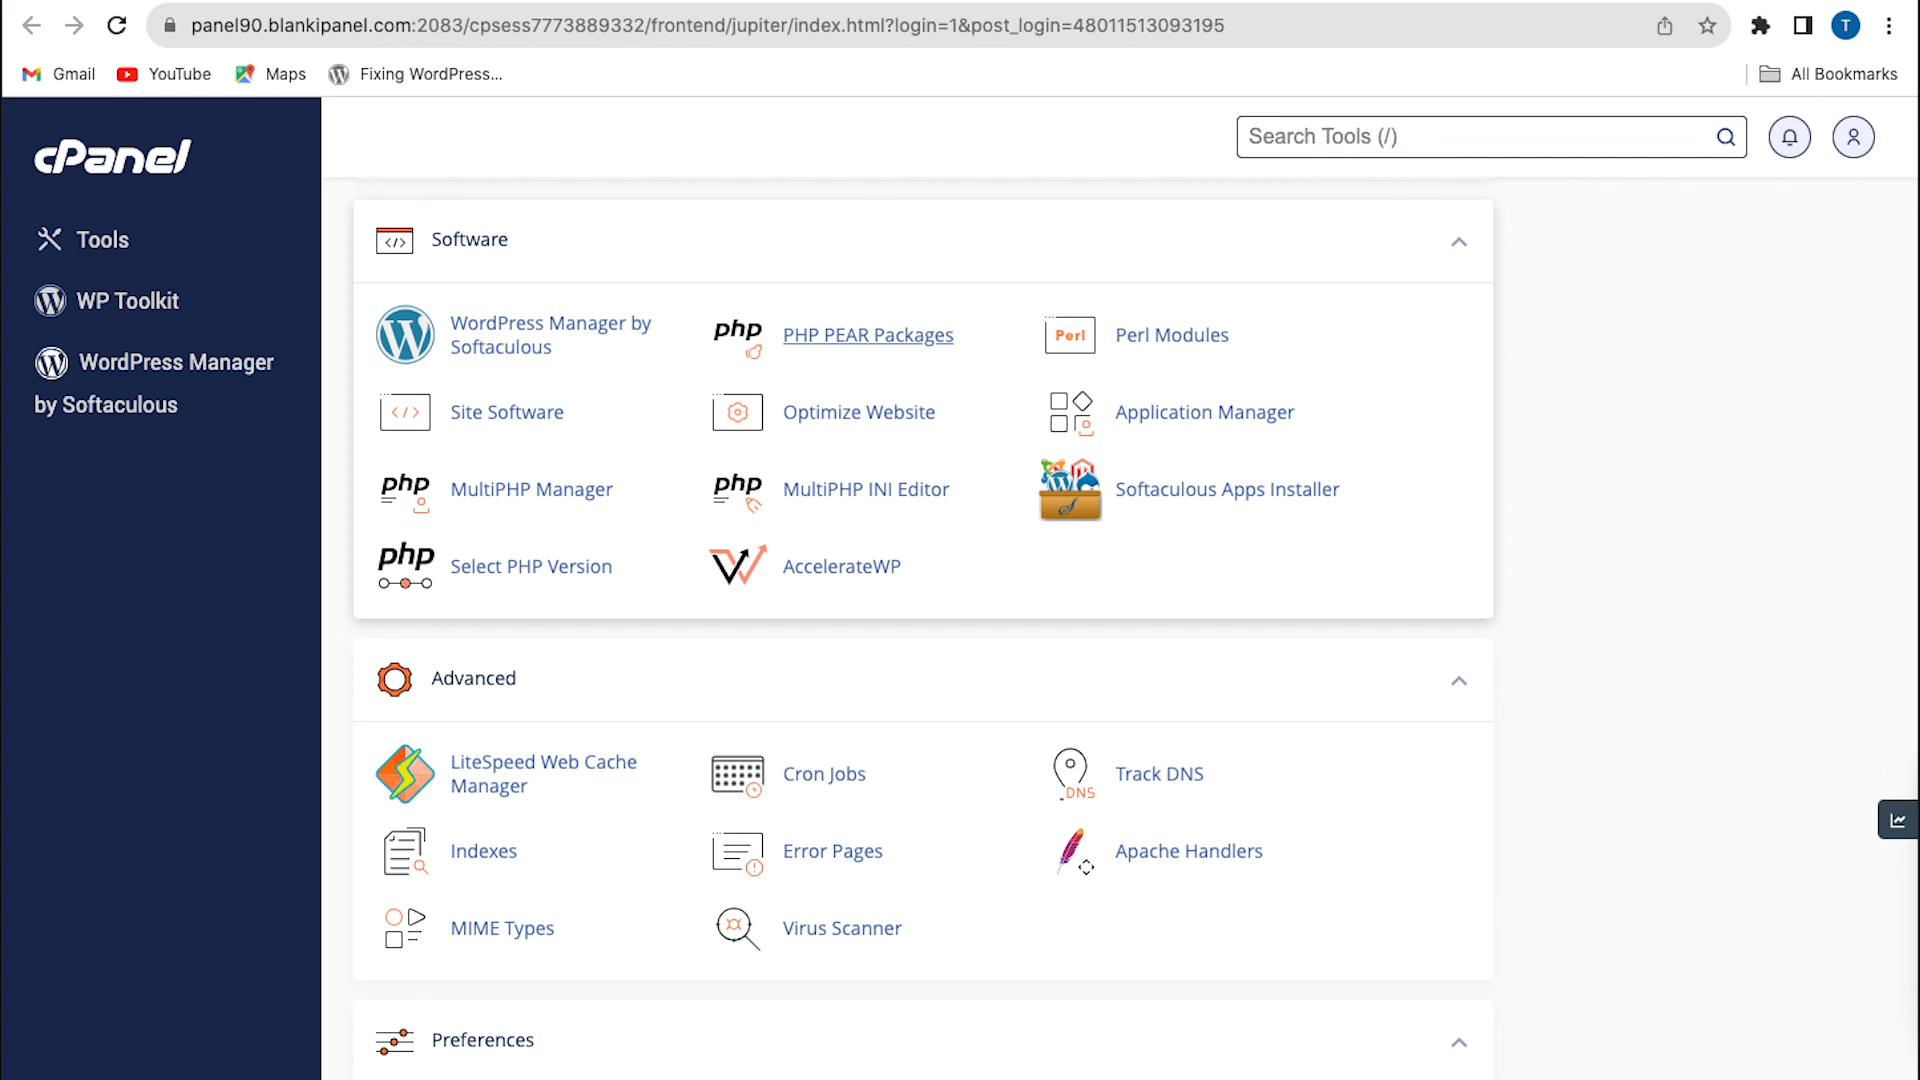 panel90.blankipanel.com:2083/cpsess7773889332/frontend/jupiter/index.html?login=1&post_login=48011513093195
T
Gmail
YouTube
Maps
Fixing WordPress...
All Bookmarks
cPanel
Search Tools (/)
Tools
WP Toolkit
WordPress Manager
by Softaculous
Software
WordPress Manager by
Softaculous
php
PHP PEAR Packages
Perl
Perl Modules
Site Software
Optimize Website
Application Manager
php
MultiPHP Manager
php
MultiPHP INI Editor
Softaculous Apps Installer
php
Select PHP Version
AccelerateWP
Advanced
LiteSpeed Web Cache
Manager
Cron Jobs
_DNS
Track DNS
Indexes
Error Pages
Apache Handlers
MIME Types
Virus Scanner
Preferences